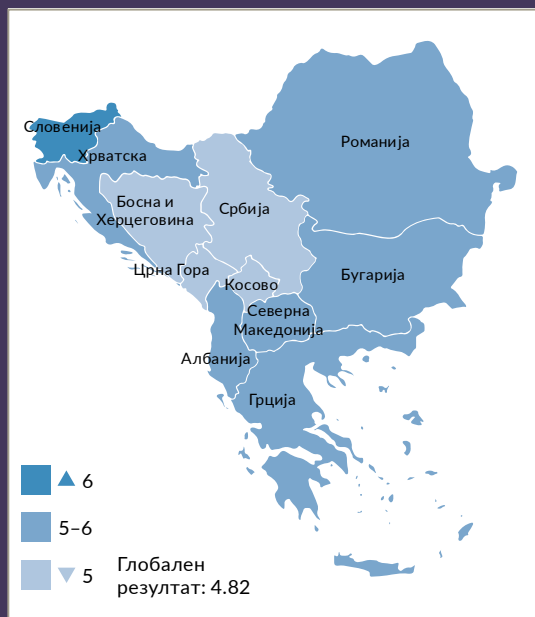 Словенија
Хрватска
Романија
Босна и
Херцеговина
Србија
Црна Гора
Косово
Бугарија
Северна
Македонија
Албанија
Грција
▲ 6
5–6
▼ 5
Глобален
резултат: 4.82